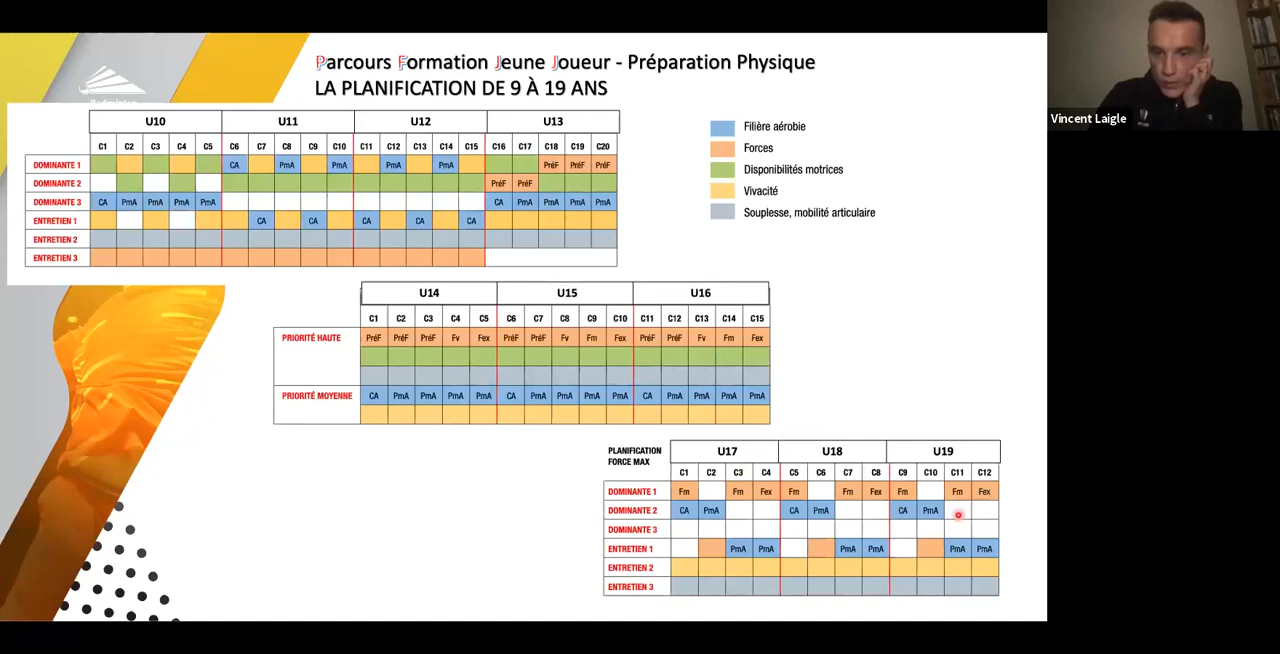 Parcours Formation Jeune Joueur - Préparation Physique
LA PLANIFICATION DE 9 À 19 ANS
Vincent Laigle
U10 U11 U12 U13
C1 C2 C3 C4 C5 C6 C7 C8 C9 C10 C11 C12 C13 C14 C15 C16 C17 C18 C19 C20
DOMINANTE 1 CA PmA PmA PmA PmA PréF PréF PréF
DOMINANTE 2 PréF PréF
DOMINANTE 3 CA PmA PmA PmA PmA CA PmA PmA PmA PmA
ENTRETIEN 1 CA CA CA CA CA
ENTRETIEN 2
ENTRETIEN 3
Filière aérobie
Forces
Disponibilités motrices
Vivacité
Souplesse, mobilité articulaire
U14 U15 U16
C1 C2 C3 C4 C5 C6 C7 C8 C9 C10 C11 C12 C13 C14 C15
PRIORITÉ HAUTE PréF PréF PréF Fv Fex PréF PréF Fv Fm Fex PréF PréF Fv Fm Fex
PRIORITÉ MOYENNE CA PmA PmA PmA PmA CA PmA PmA PmA PmA CA PmA PmA PmA PmA
PLANIFICATION
FORCE MAX
U17 U18 U19
C1 C2 C3 C4 C5 C6 C7 C8 C9 C10 C11 C12
DOMINANTE 1 Fm Fm Fex Fm Fm Fex Fm Fm Fex
DOMINANTE 2 CA PmA CA PmA CA PmA
DOMINANTE 3
ENTRETIEN 1 PmA PmA PmA PmA PmA PmA
ENTRETIEN 2
ENTRETIEN 3